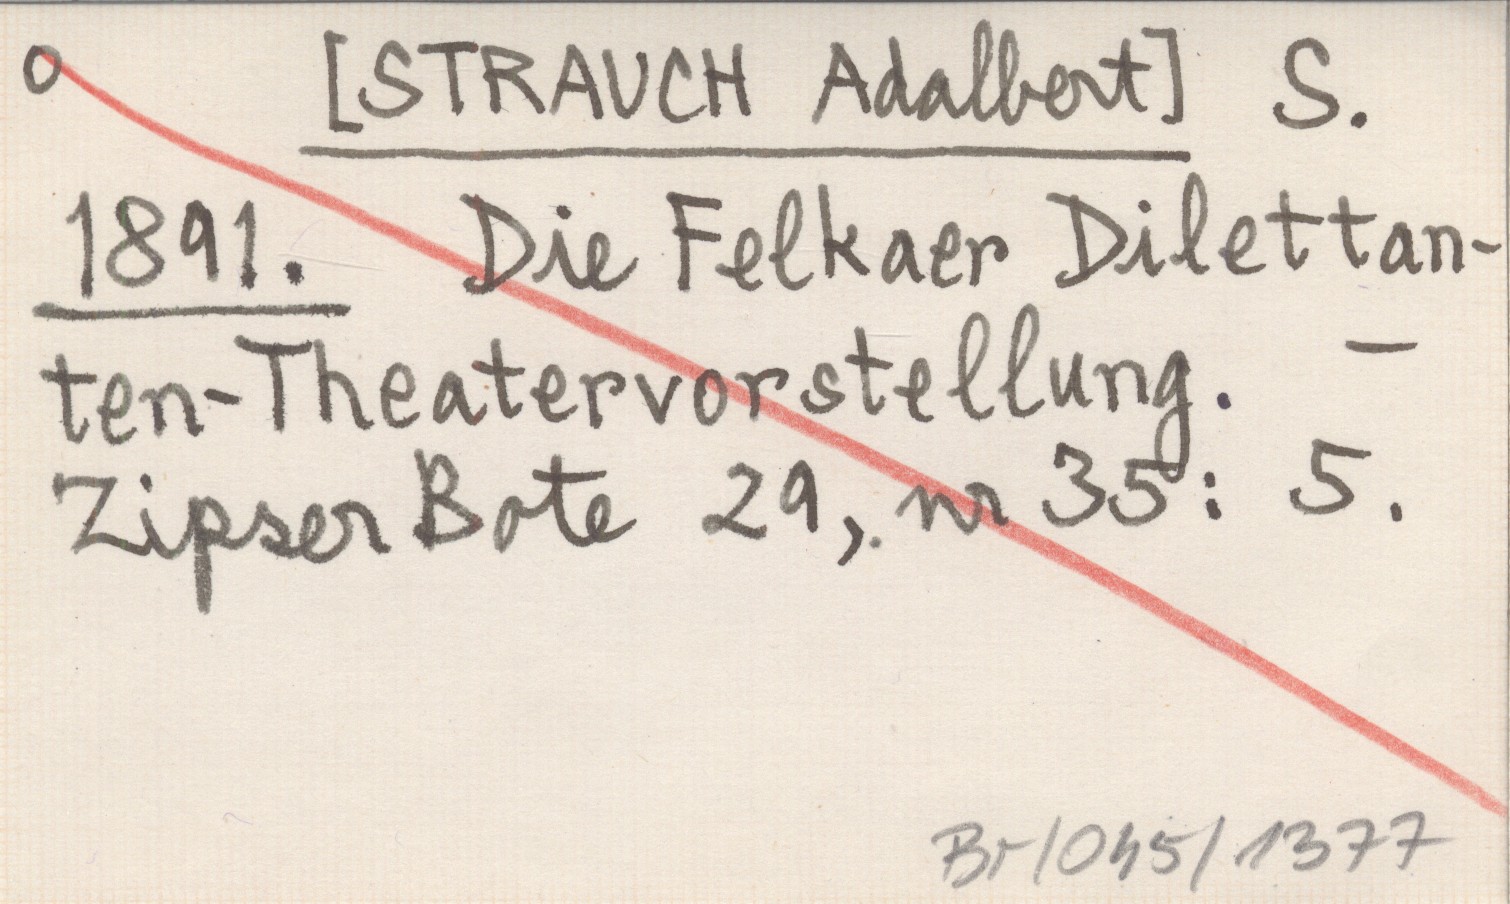 o [STRAUCH Adalbert] S.
1891. Die Felkaer Dilettan-
ten-Theatervorstellung. —
Zipser Bote 29, nr 35: 5.
Br/045/1377